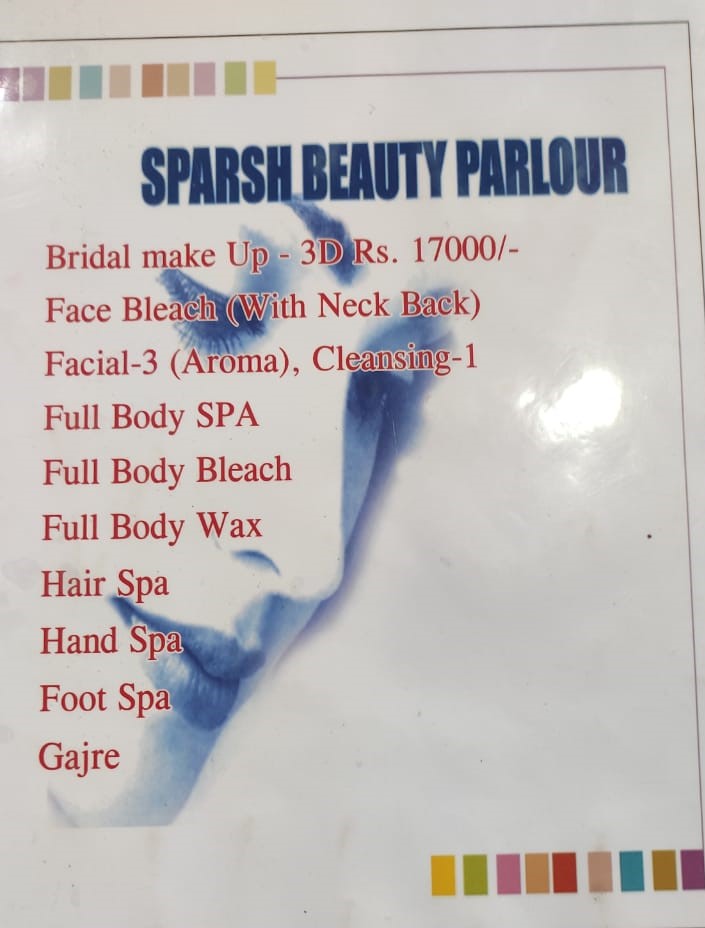 SPARSH BEAUTY PARLOUR
Bridal make Up - 3D Rs. 17000/-
Face Bleach (With Neck Back)
Facial-3 (Aroma), Cleansing-1
Full Body SPA
Full Body Bleach
Full Body Wax
Hair Spa
Hand Spa
Foot Spa
Gajre